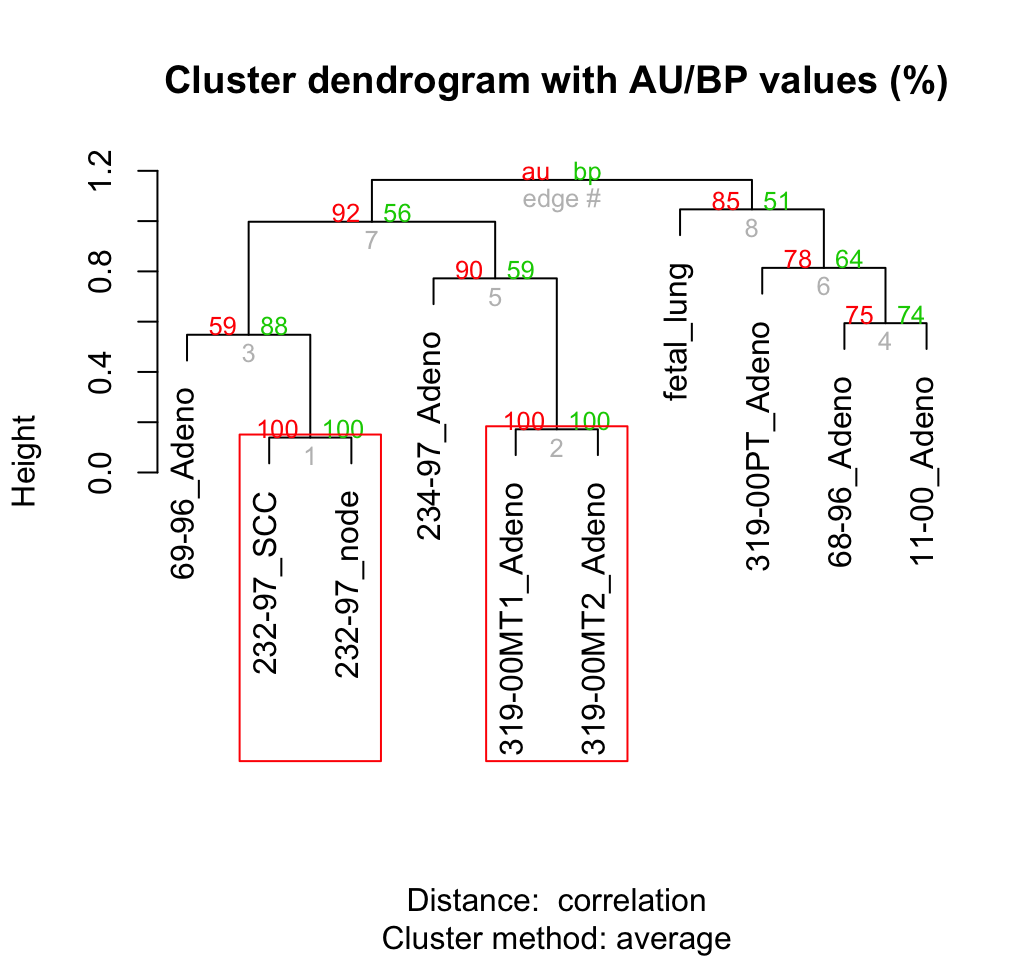 Cluster dendrogram with AU/BP values (%)
Height
0.0
0.4
0.8
1.2
au bp
edge #
92 56
7
85 51
8
90 59
5
78 64
6
59 88
3
75 74
4
100 100
1
100 100
2
69-96_Adeno
232-97_SCC
232-97_node
234-97_Adeno
319-00MT1_Adeno
319-00MT2_Adeno
fetal_lung
319-00PT_Adeno
68-96_Adeno
11-00_Adeno
Distance:  correlation
Cluster method: average